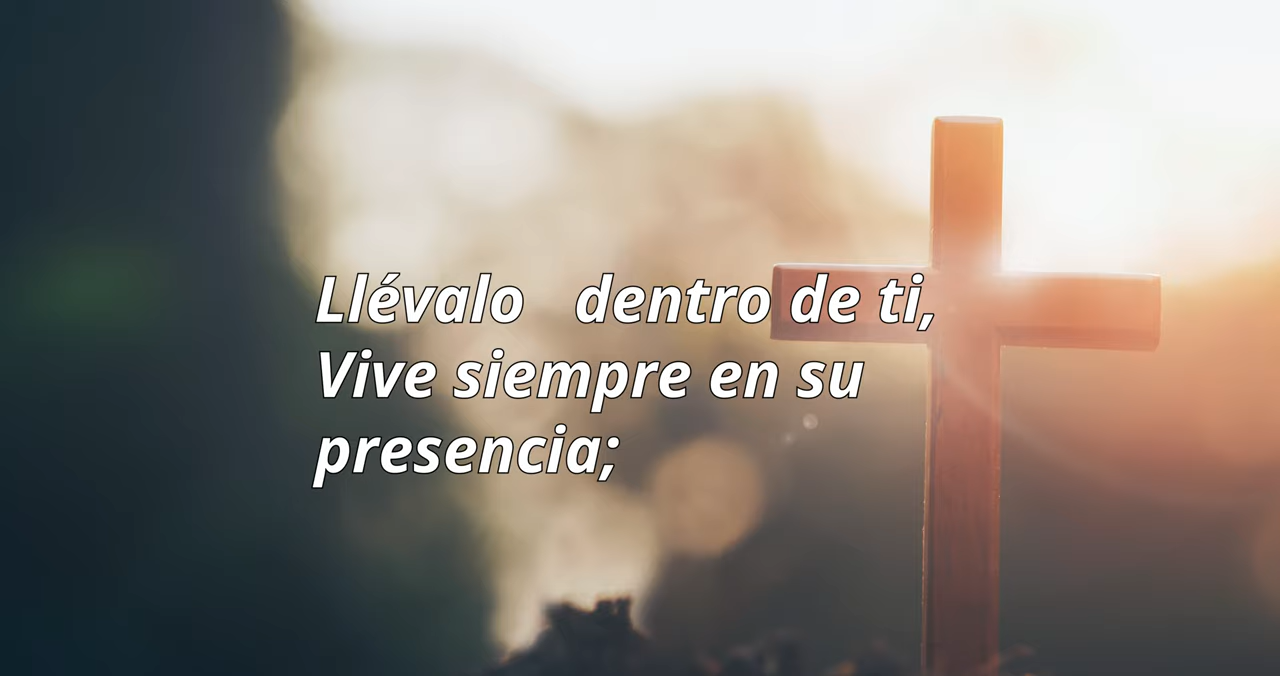 Llévalo   dentro de ti,
Vive siempre en su
presencia;